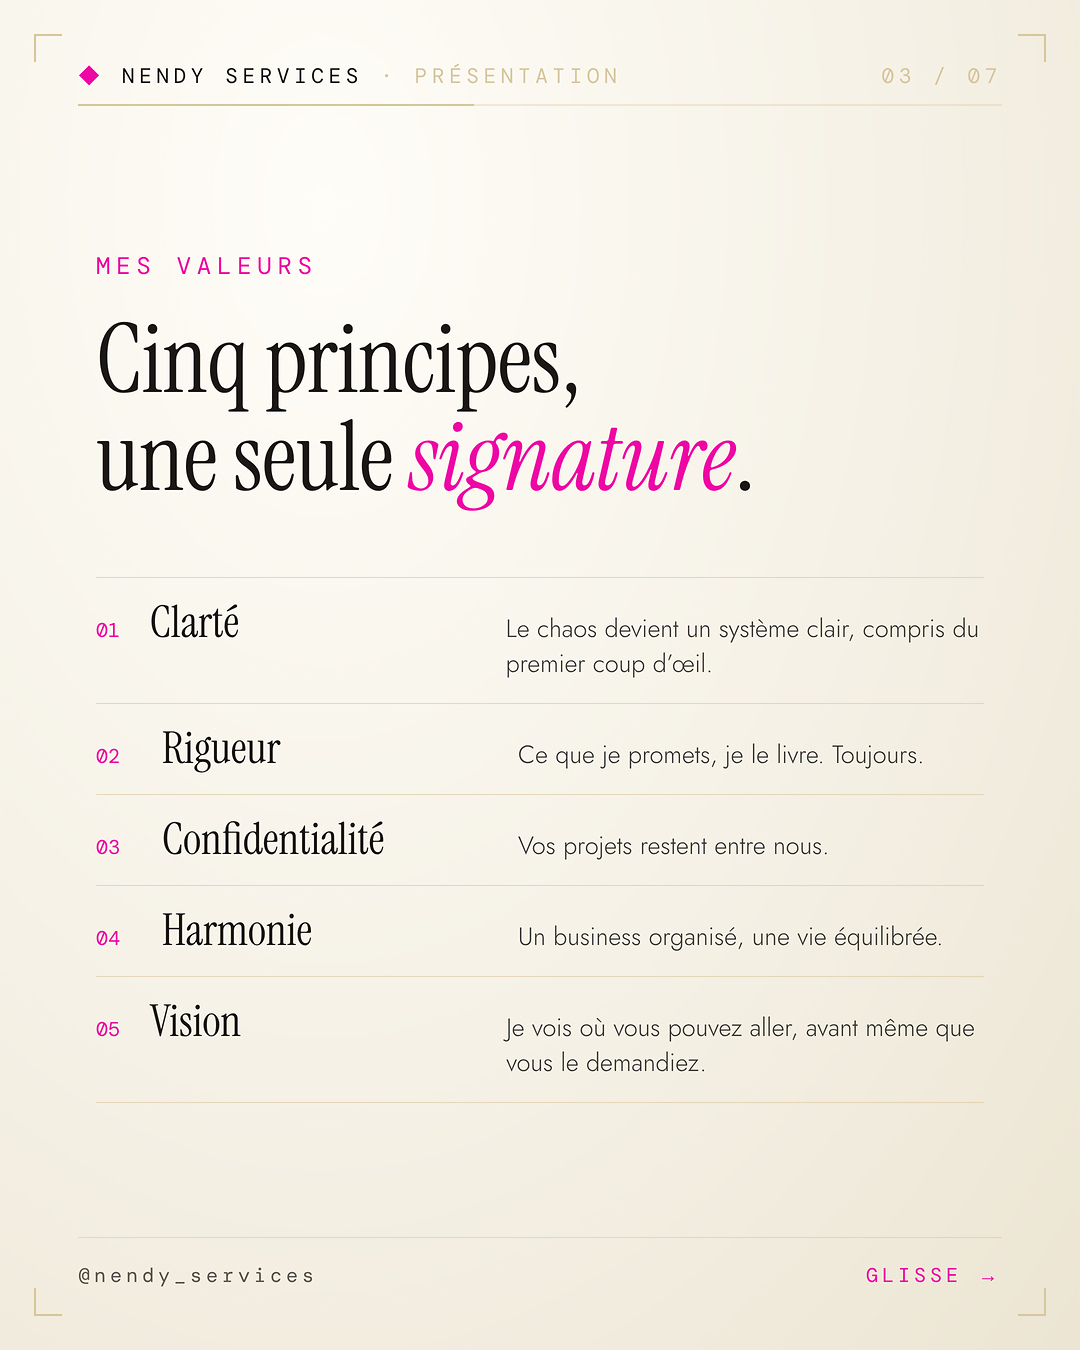 ◆ NENDY SERVICES · PRÉSENTATION 03 / 07
MES VALEURS
Cinq principes,
une seule signature.
01 Clarté Le chaos devient un système clair, compris du
premier coup d’œil.
02 Rigueur Ce que je promets, je le livre. Toujours.
03 Confidentialité Vos projets restent entre nous.
04 Harmonie Un business organisé, une vie équilibrée.
05 Vision Je vois où vous pouvez aller, avant même que
vous le demandiez.
@nendy_services GLISSE →